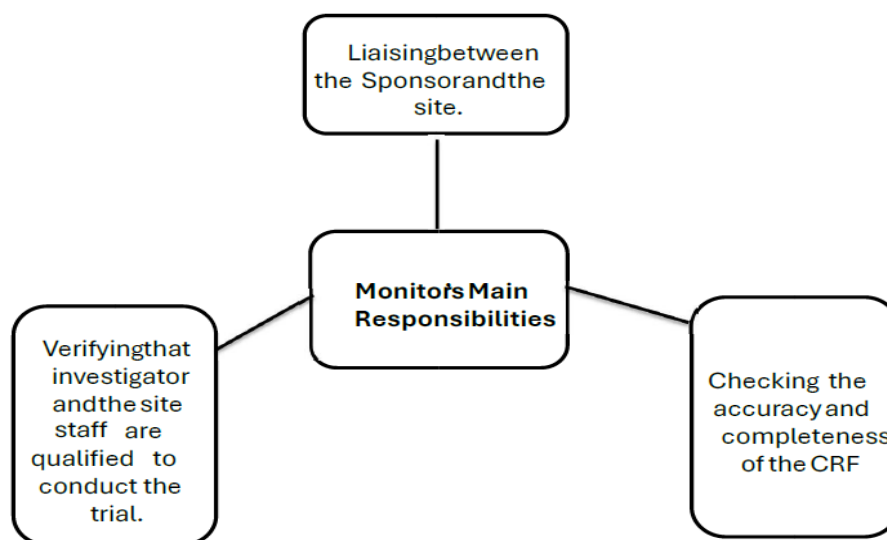 Liaisingbetween
the Sponsorandthe
site.
Monitor's Main
Responsibilities
Verifyingthat
investigator
andthe site
staff are
qualified to
conduct the
trial.
Checking the
accuracy and
completeness
of the CRF